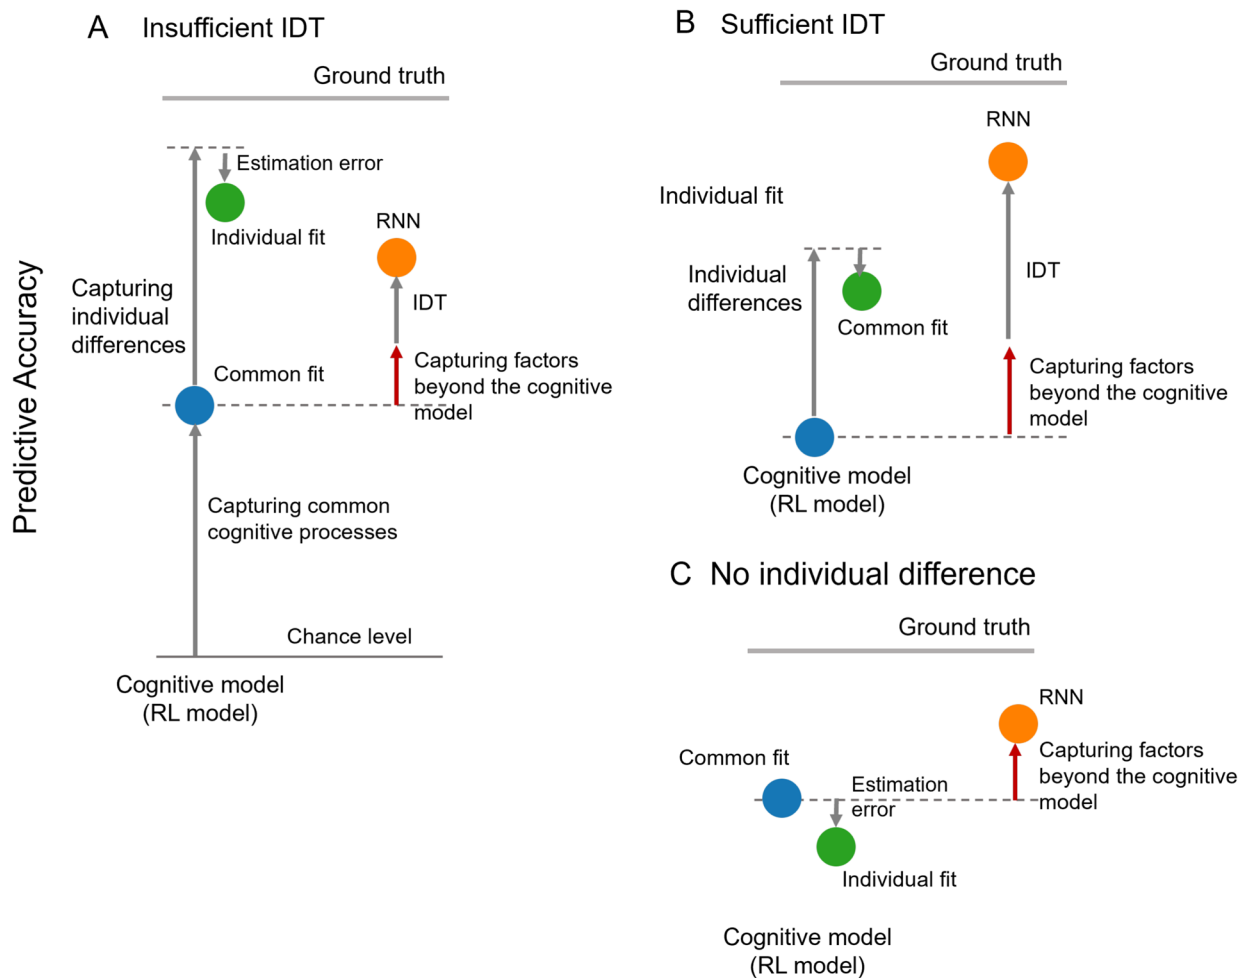 A Insufficient IDT
Ground truth
Estimation error
Individual fit
RNN
IDT
Capturing
individual
differences
Common fit
Capturing factors
beyond the cognitive
model
Capturing common
cognitive processes
Chance level
Cognitive model
(RL model)
Predictive Accuracy
B Sufficient IDT
Ground truth
RNN
Individual fit
Individual
differences
IDT
Common fit
Capturing factors
beyond the cognitive
model
Cognitive model
(RL model)
C No individual difference
Ground truth
RNN
Common fit
Estimation
error
Capturing factors
beyond the cognitive
model
Individual fit
Cognitive model
(RL model)